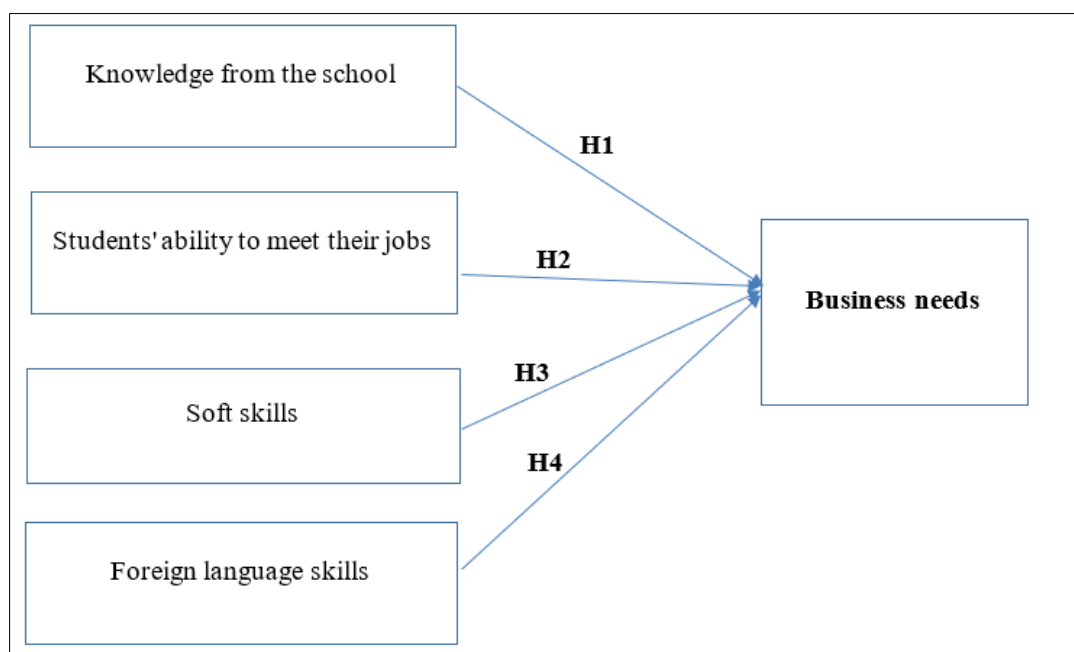 Knowledge from the school
H1
Students' ability to meet their jobs
H2
Business needs
H3
Soft skills
H4
Foreign language skills